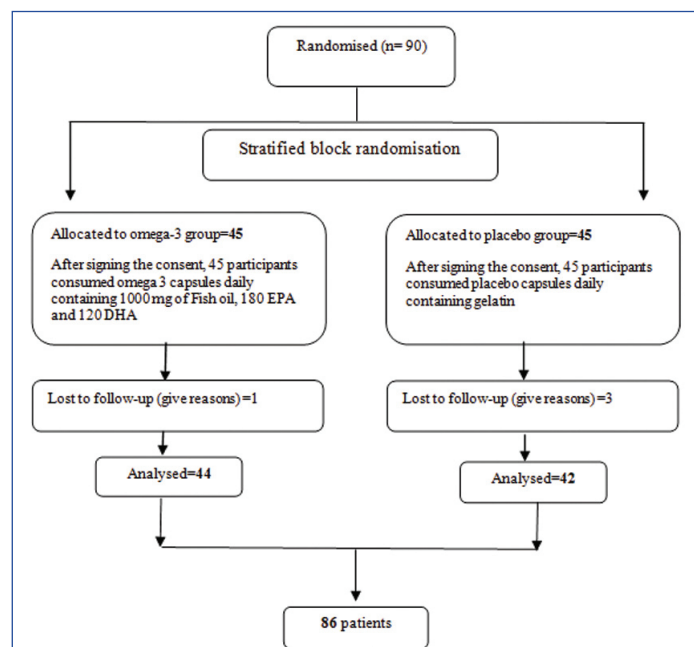 Randomised (n= 90)
Stratified block randomisation
Allocated to omega-3 group=45
After signing the consent, 45 participants
consumed omega 3 capsules daily
containing 1000 mg of Fish oil, 180 EPA
and 120 DHA
Allocated to placebo group=45
After signing the consent, 45 participants
consumed placebo capsules daily
containing gelatin
Lost to follow-up (give reasons) =1
Lost to follow-up (give reasons) =3
Analysed=44
Analysed=42
86 patients